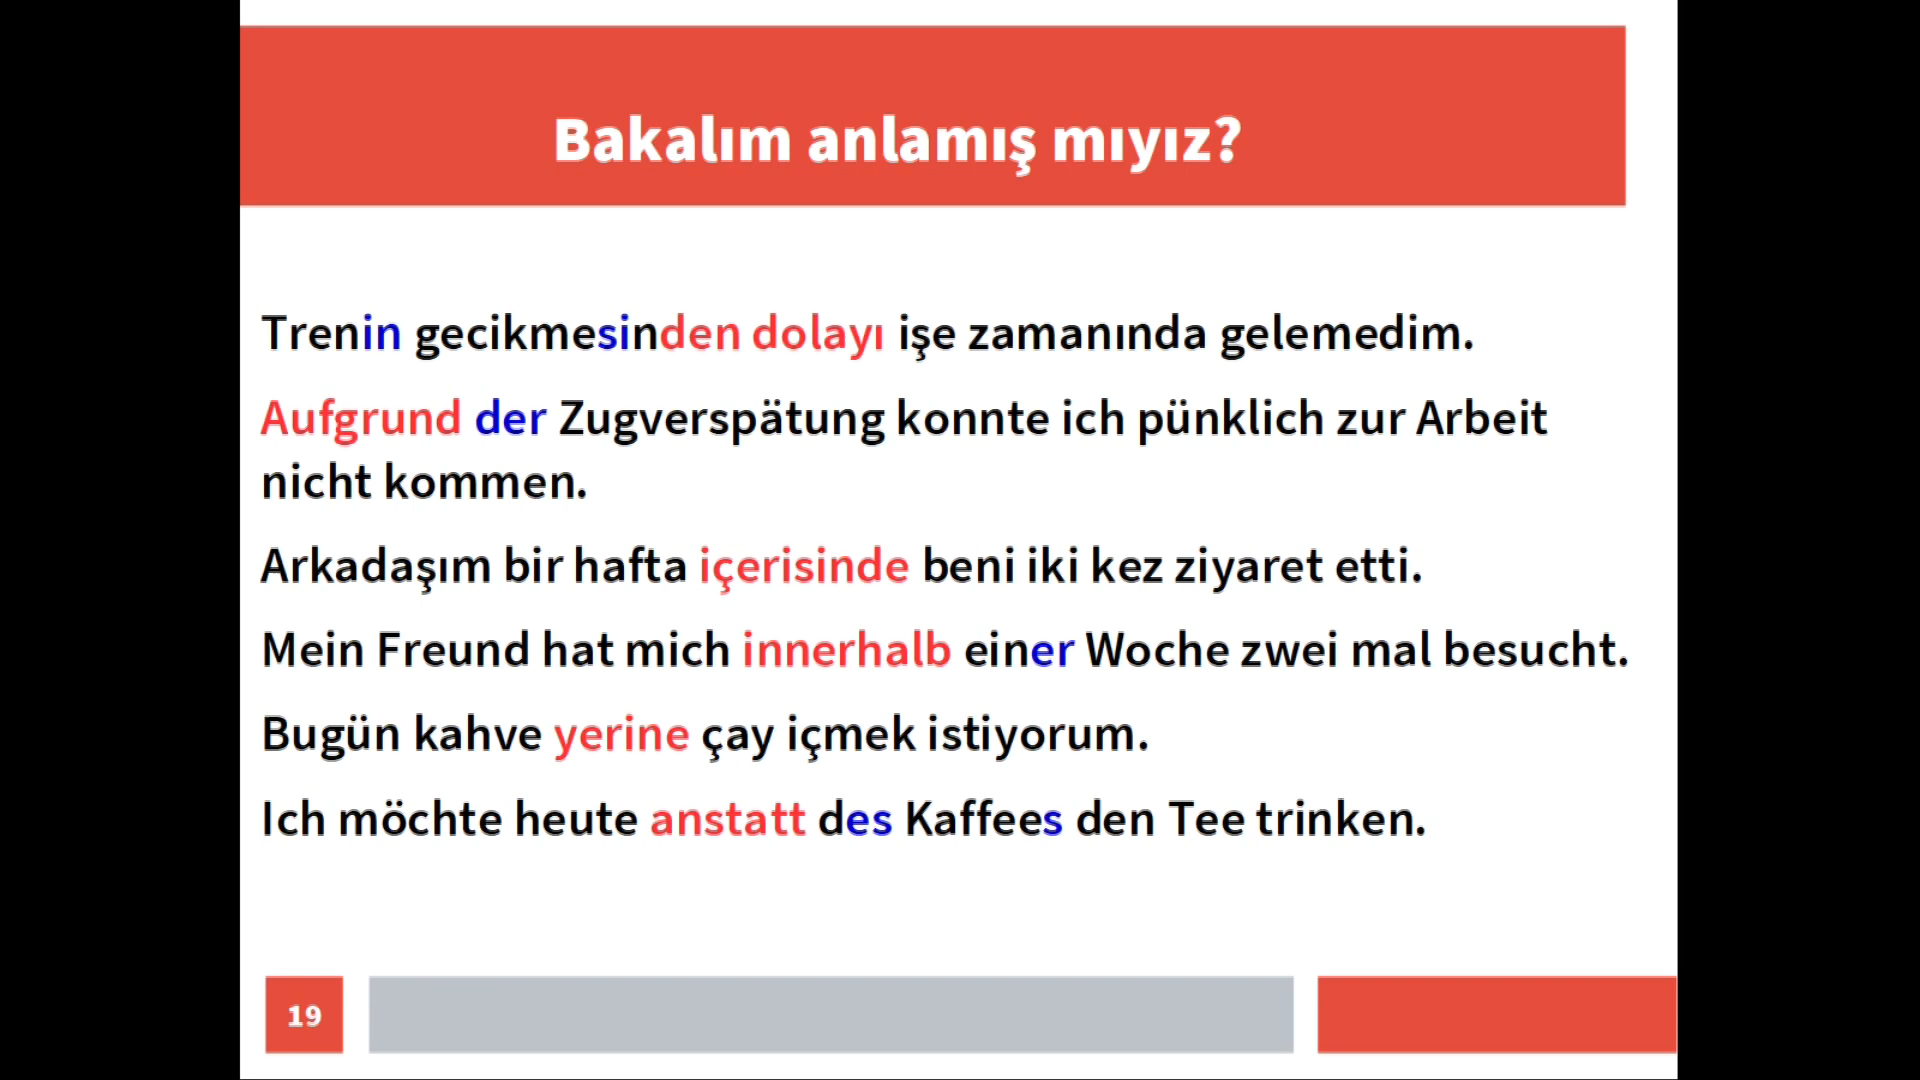 Bakalım anlamış mıyız?
Trenin gecikmesinden dolayı işe zamanında gelemedim.
Aufgrund der Zugverspätung konnte ich pünklich zur Arbeit
nicht kommen.
Arkadaşım bir hafta içerisinde beni iki kez ziyaret etti.
Mein Freund hat mich innerhalb einer Woche zwei mal besucht.
Bugün kahve yerine çay içmek istiyorum.
Ich möchte heute anstatt des Kaffees den Tee trinken.
19